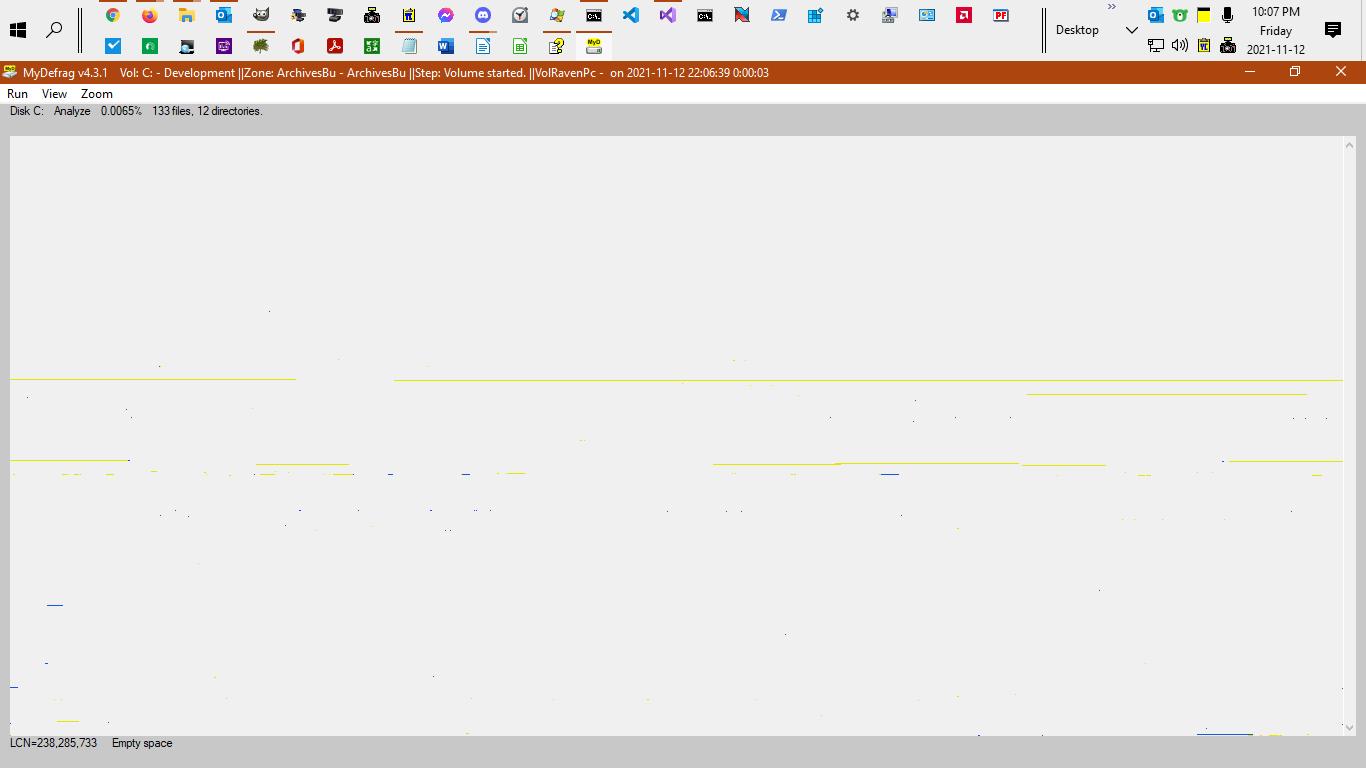 10:07 PM
Desktop
Friday
2021-11-12
MyDefrag v4.3.1 Vol: C: - Development ||Zone: ArchivesBu - ArchivesBu ||Step: Volume started. ||VolRavenPc - on 2021-11-12 22:06:39 0:00:03
Run View Zoom
Disk C: Analyze 0.0065% 133 files, 12 directories.
LCN=238,285,733 Empty space